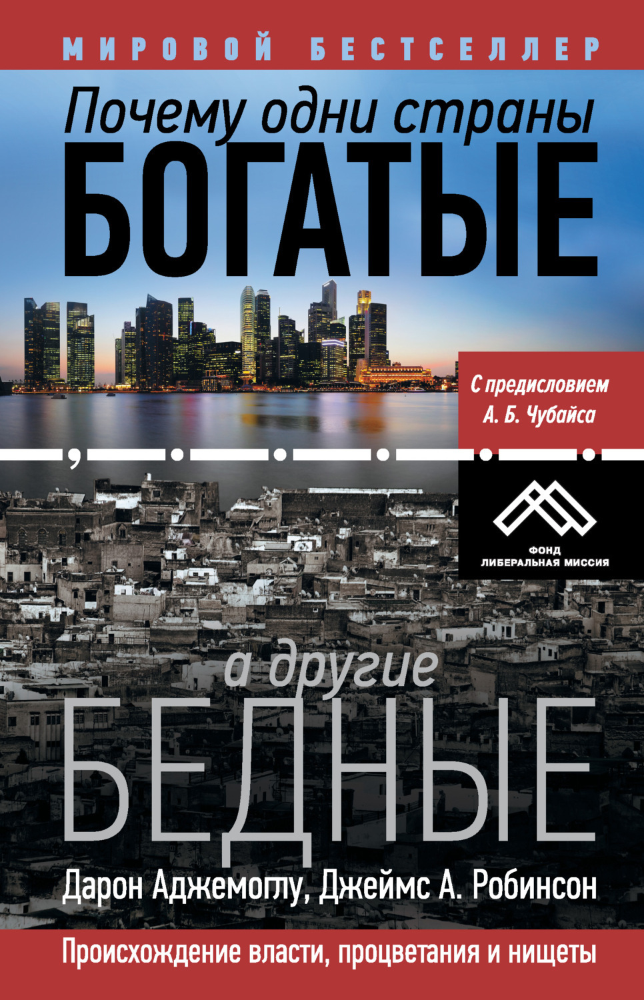 МИРОВОЙ БЕСТСЕЛЛЕР
Почему одни страны
БОГАТЫЕ
С предисловием
А. Б. Чубайса
ФОНД
ЛИБЕРАЛЬНАЯ МИССИЯ
а другие
БЕДНЫЕ
Дарон Аджемоглу, Джеймс А. Робинсон
Происхождение власти, процветания и нищеты